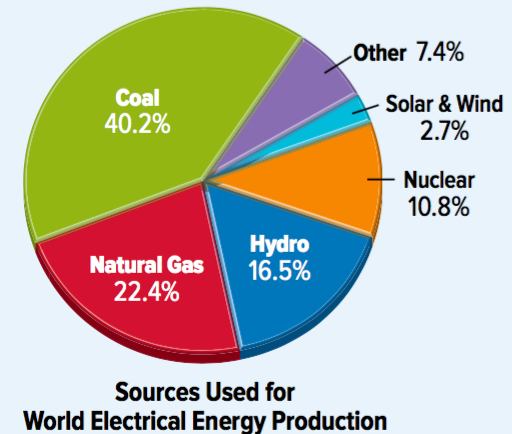 Other 7.4%
Coal
40.2%
Solar & Wind
2.7%
Nuclear
10.8%
Hydro
16.5%
Natural Gas
22.4%
Sources Used for
World Electrical Energy Production